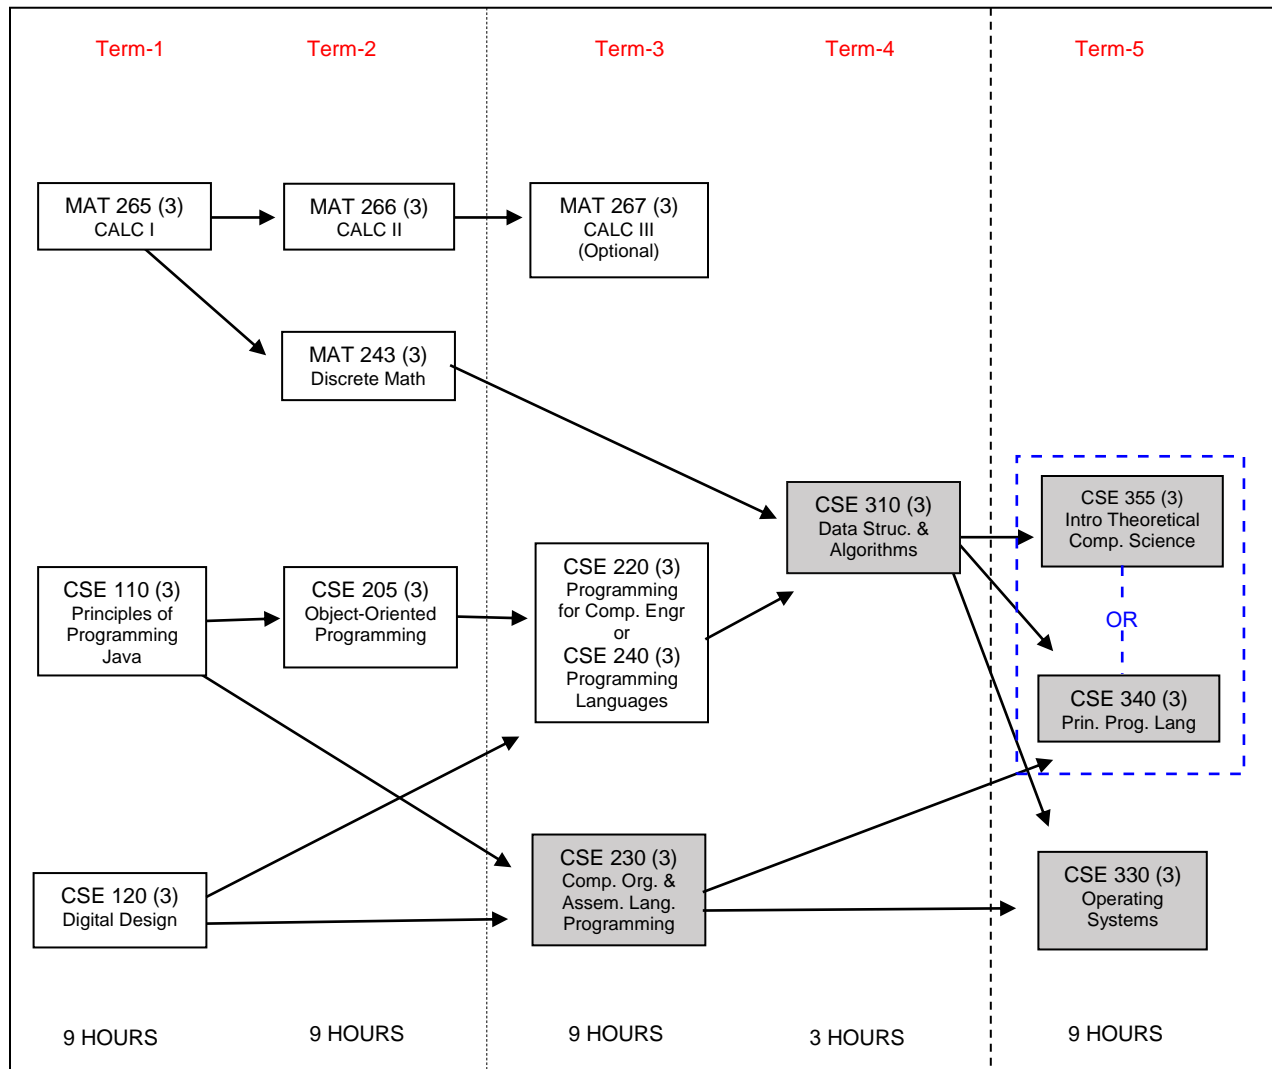 Term-1
Term-2
Term-3
Term-4
Term-5
MAT 265 (3)
CALC I
MAT 266 (3)
CALC II
MAT 267 (3)
CALC III
(Optional)
MAT 243 (3)
Discrete Math
CSE 310 (3)
Data Struc. &
Algorithms
CSE 355 (3)
Intro Theoretical
Comp. Science
OR
CSE 340 (3)
Prin. Prog. Lang
CSE 110 (3)
Principles of
Programming
Java
CSE 205 (3)
Object-Oriented
Programming
CSE 220 (3)
Programming
for Comp. Engr
or
CSE 240 (3)
Programming
Languages
CSE 120 (3)
Digital Design
CSE 230 (3)
Comp. Org. &
Assem. Lang.
Programming
CSE 330 (3)
Operating
Systems
9 HOURS
9 HOURS
9 HOURS
3 HOURS
9 HOURS